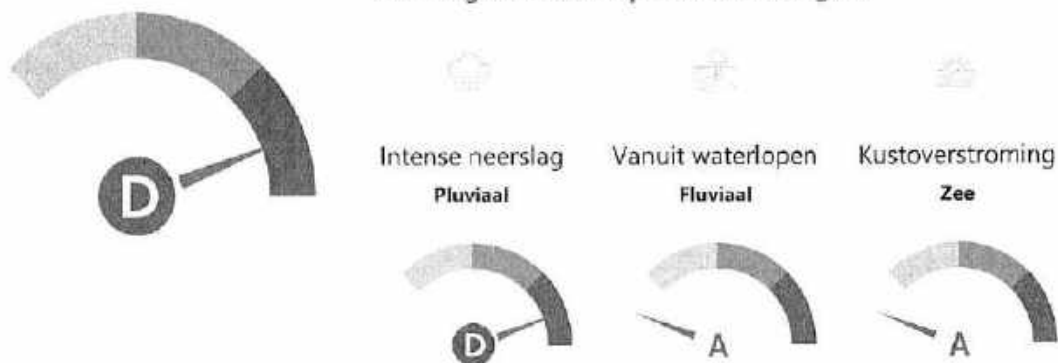 D
Intense neerslag
Pluviaal
D
Vanuit waterlopen
Fluviaal
A
Kustoverstroming
Zee
A